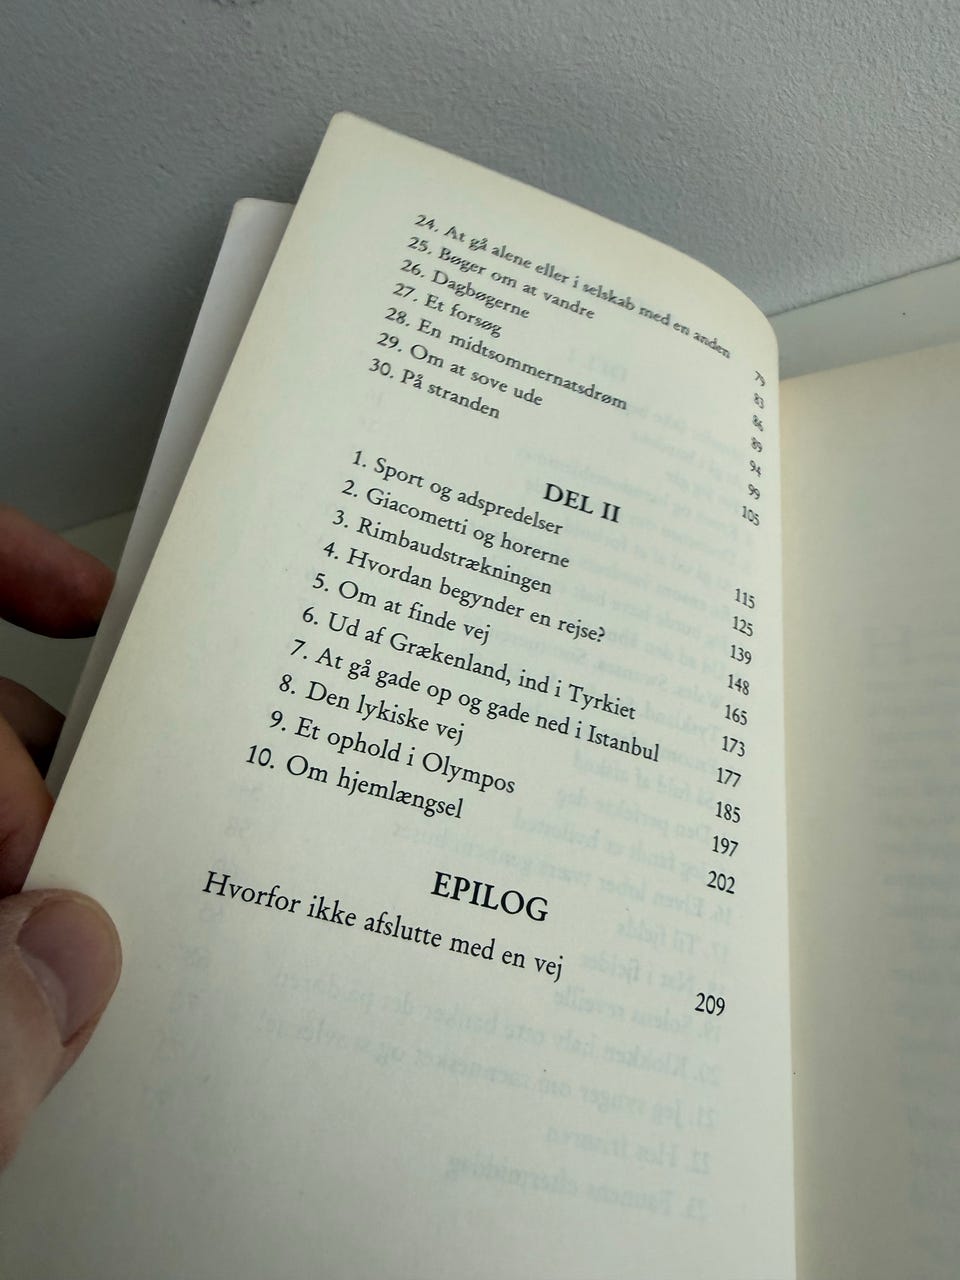 24. At gå alene eller i selskab med en anden 79
25. Bøger om at vandre 83
26. Dagbøgerne 86
27. Et forsøg 89
28. En midtsommernatsdrøm 94
29. Om at sove ude 99
30. På stranden 105
DEL II
1. Sport og adspredelser 115
2. Giacometti og horerne 125
3. Rimbaudstrækningen 139
4. Hvordan begynder en rejse? 148
5. Om at finde vej 165
6. Ud af Grækenland, ind i Tyrkiet 173
7. At gå gade op og gade ned i Istanbul 177
8. Den lykiske vej 185
9. Et ophold i Olympos 197
10. Om hjemlængsel 202
EPILOG
Hvorfor ikke afslutte med en vej 209